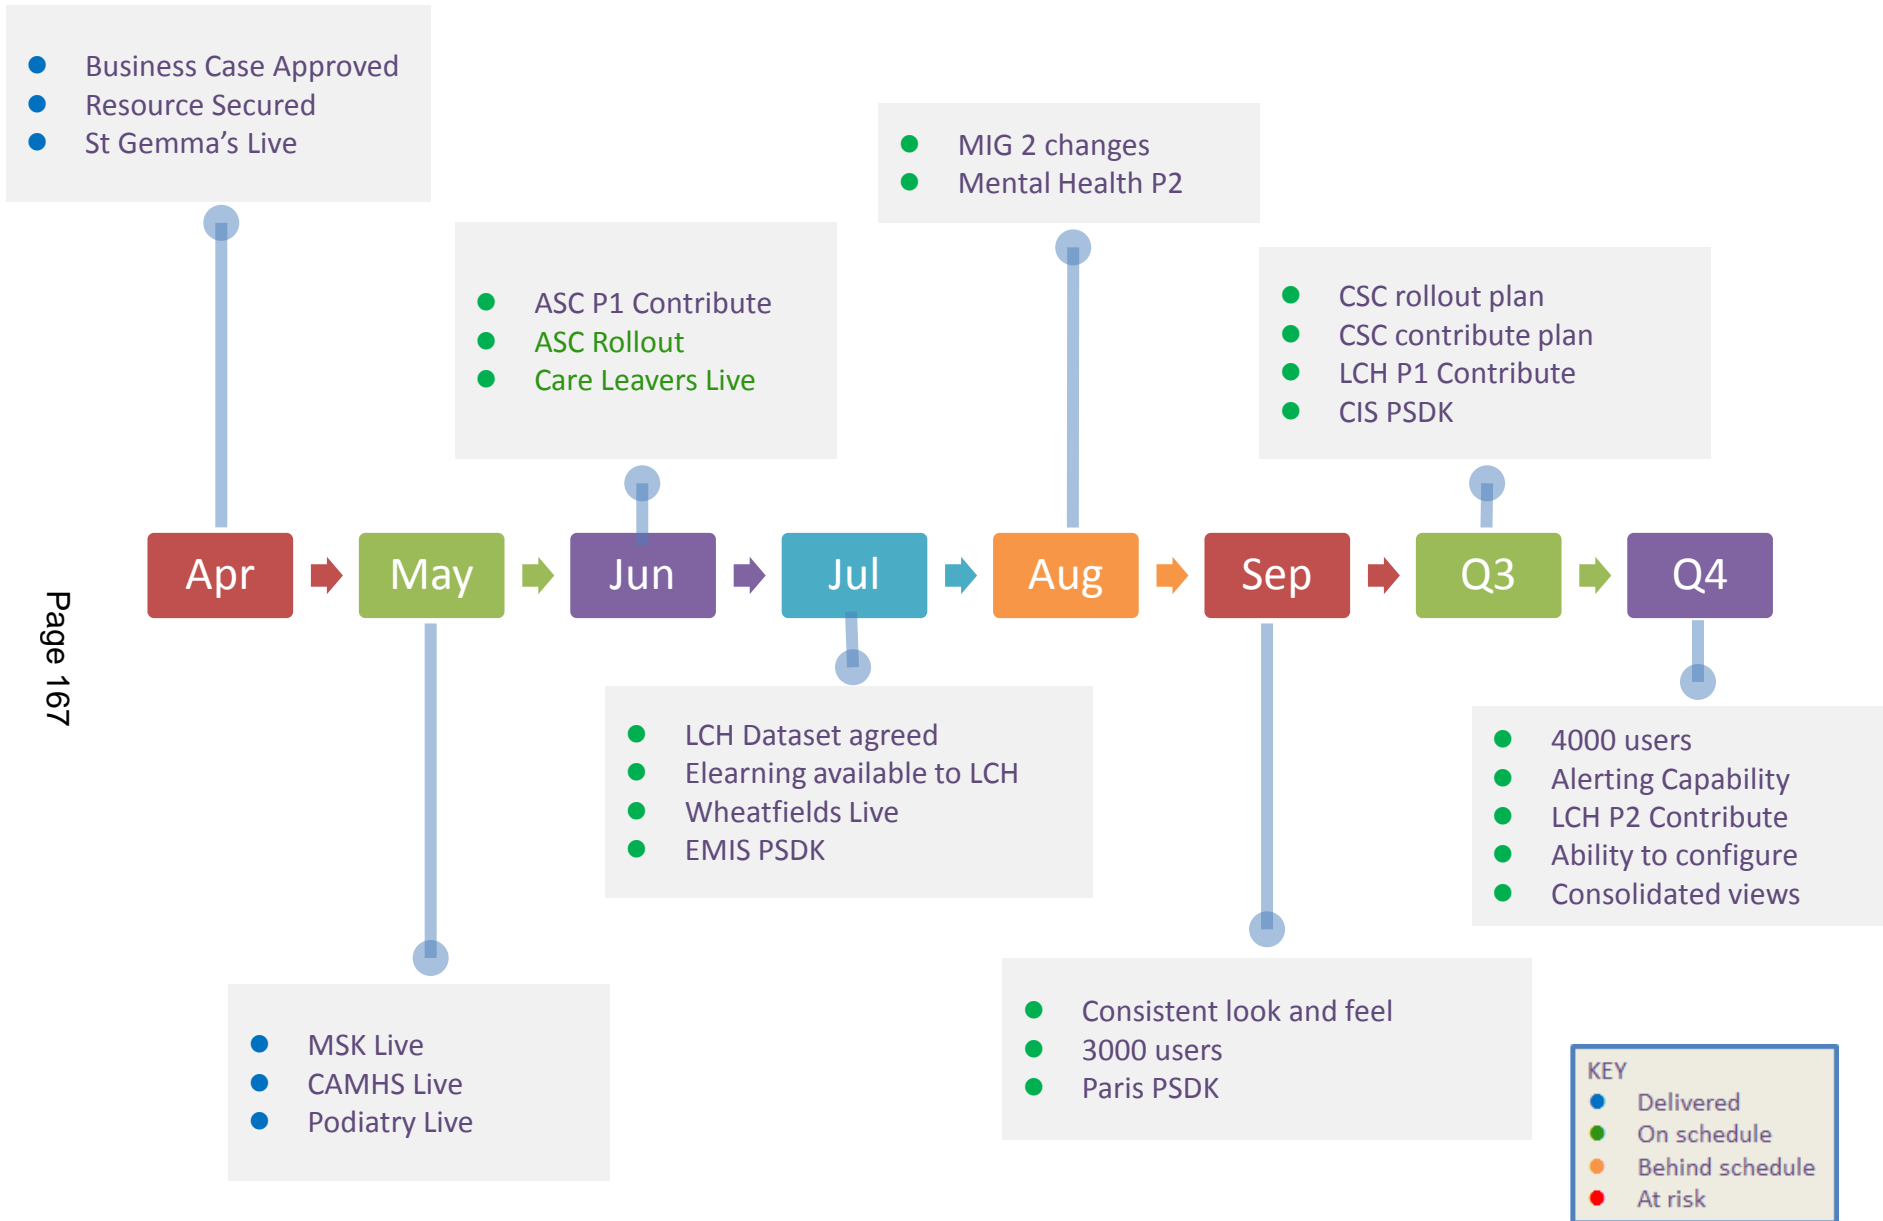 Business Case Approved
Resource Secured
St Gemma's Live
MIG 2 changes
Mental Health P2
ASC P1 Contribute
ASC Rollout
Care Leavers Live
CSC rollout plan
CSC contribute plan
LCH P1 Contribute
CIS PSDK
Apr
May
Jun
Jul
Aug
Sep
Q3
Q4
Page 167
LCH Dataset agreed
Elearning available to LCH
Wheatfields Live
EMIS PSDK
4000 users
Alerting Capability
LCH P2 Contribute
Ability to configure
Consolidated views
MSK Live
CAMHS Live
Podiatry Live
Consistent look and feel
3000 users
Paris PSDK
KEY
Delivered
On schedule
Behind schedule
At risk